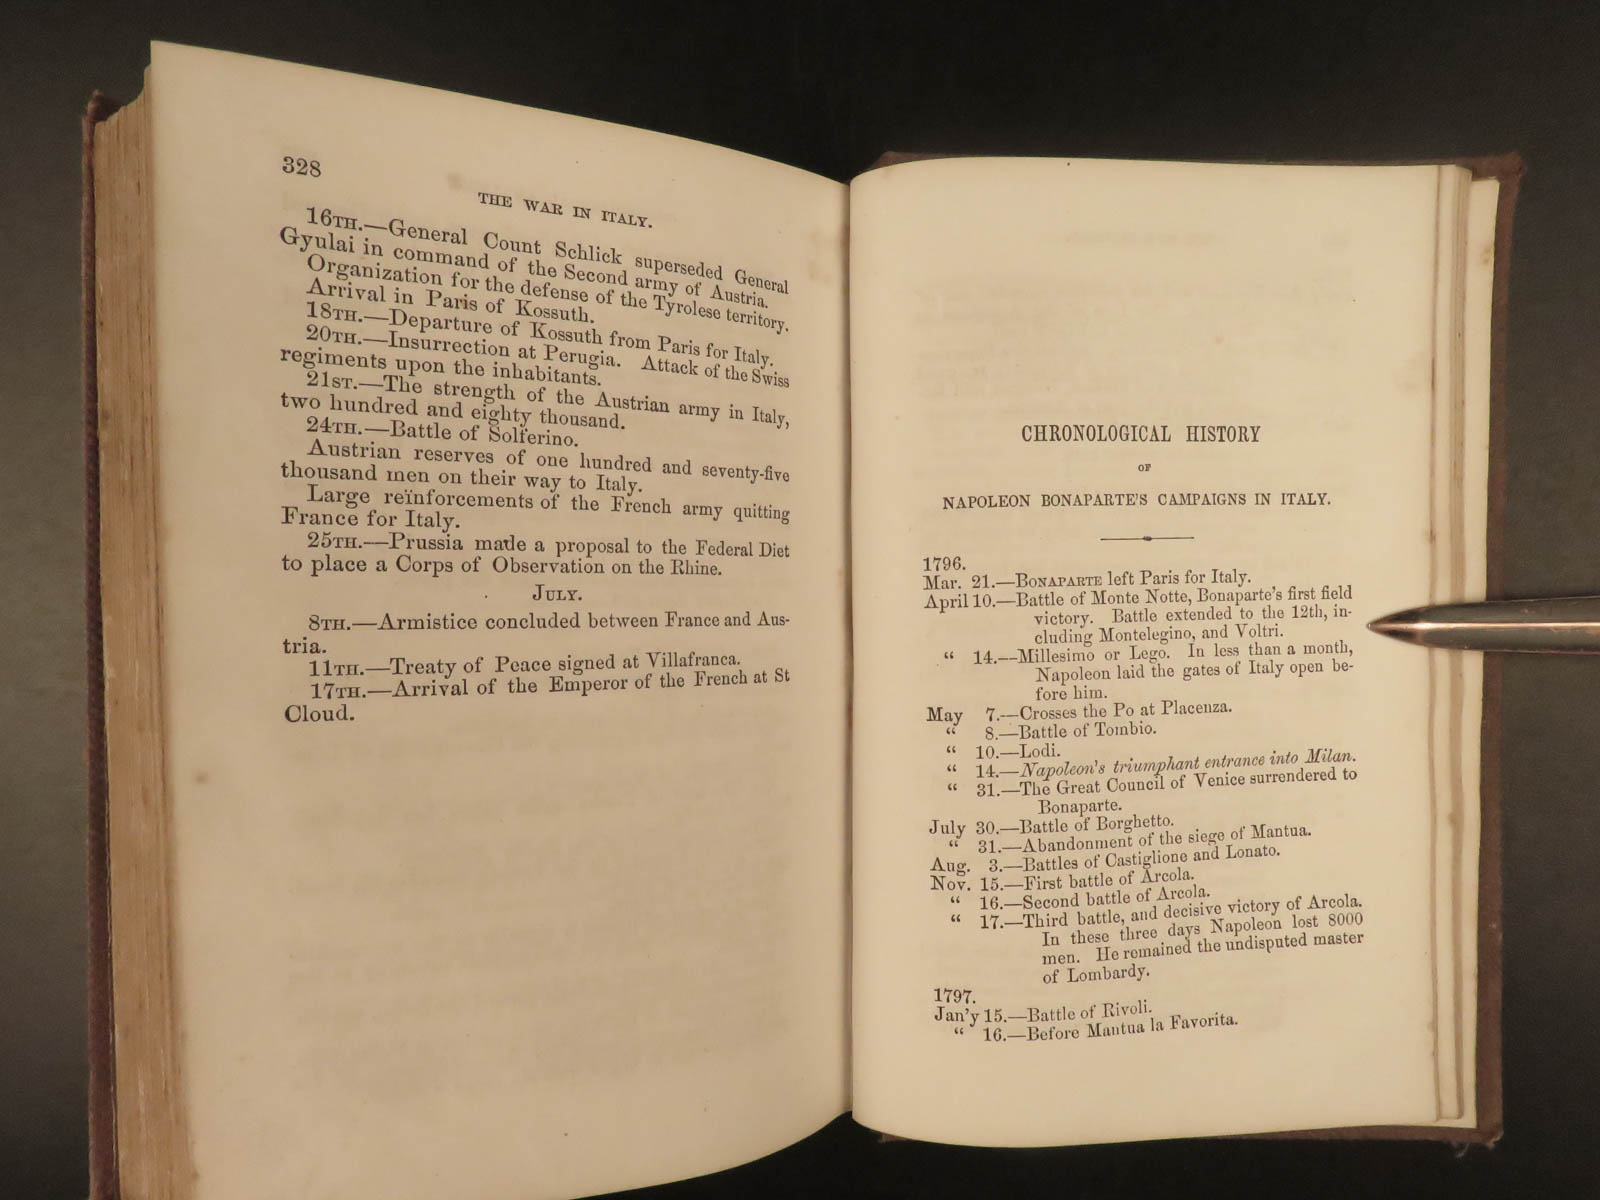 328
THE WAR IN ITALY.
16TH.—General Count Schlick superseded General
Gyulai in command of the Second army of Austria.
Organization for the defense of the Tyrolese territory.
Arrival in Paris of Kossuth.
18TH.—Departure of Kossuth from Paris for Italy.
20TH.—Insurrection at Perugia. Attack of the Swiss
regiments upon the inhabitants.
21ST.—The strength of the Austrian army in Italy,
two hundred and eighty thousand.
24TH.—Battle of Solferino.
Austrian reserves of one hundred and seventy-five
thousand men on their way to Italy.
Large reïnforcements of the French army quitting
France for Italy.
25TH.—Prussia made a proposal to the Federal Diet
to place a Corps of Observation on the Rhine.
JULY.
8TH.—Armistice concluded between France and Aus-
tria.
11TH.—Treaty of Peace signed at Villafranca.
17TH.—Arrival of the Emperor of the French at St
Cloud.
CHRONOLOGICAL HISTORY
OF
NAPOLEON BONAPARTE'S CAMPAIGNS IN ITALY.
1796.
Mar. 21.—BONAPARTE left Paris for Italy.
April 10.—Battle of Monte Notte, Bonaparte's first field
victory. Battle extended to the 12th, in-
cluding Montelegino, and Voltri.
“ 14.—Millesimo or Lego. In less than a month,
Napoleon laid the gates of Italy open be-
fore him.
May 7.—Crosses the Po at Placenza.
“ 8.—Battle of Tombio.
“ 10.—Lodi.
“ 14.—Napoleon's triumphant entrance into Milan.
“ 31.—The Great Council of Venice surrendered to
Bonaparte.
July 30.—Battle of Borghetto.
“ 31.—Abandonment of the siege of Mantua.
Aug. 3.—Battles of Castiglione and Lonato.
Nov. 15.—First battle of Arcola.
“ 16.—Second battle of Arcola.
“ 17.—Third battle, and decisive victory of Arcola.
In these three days Napoleon lost 8000
men. He remained the undisputed master
of Lombardy.
1797.
Jan'y 15.—Battle of Rivoli.
“ 16.—Before Mantua la Favorita.